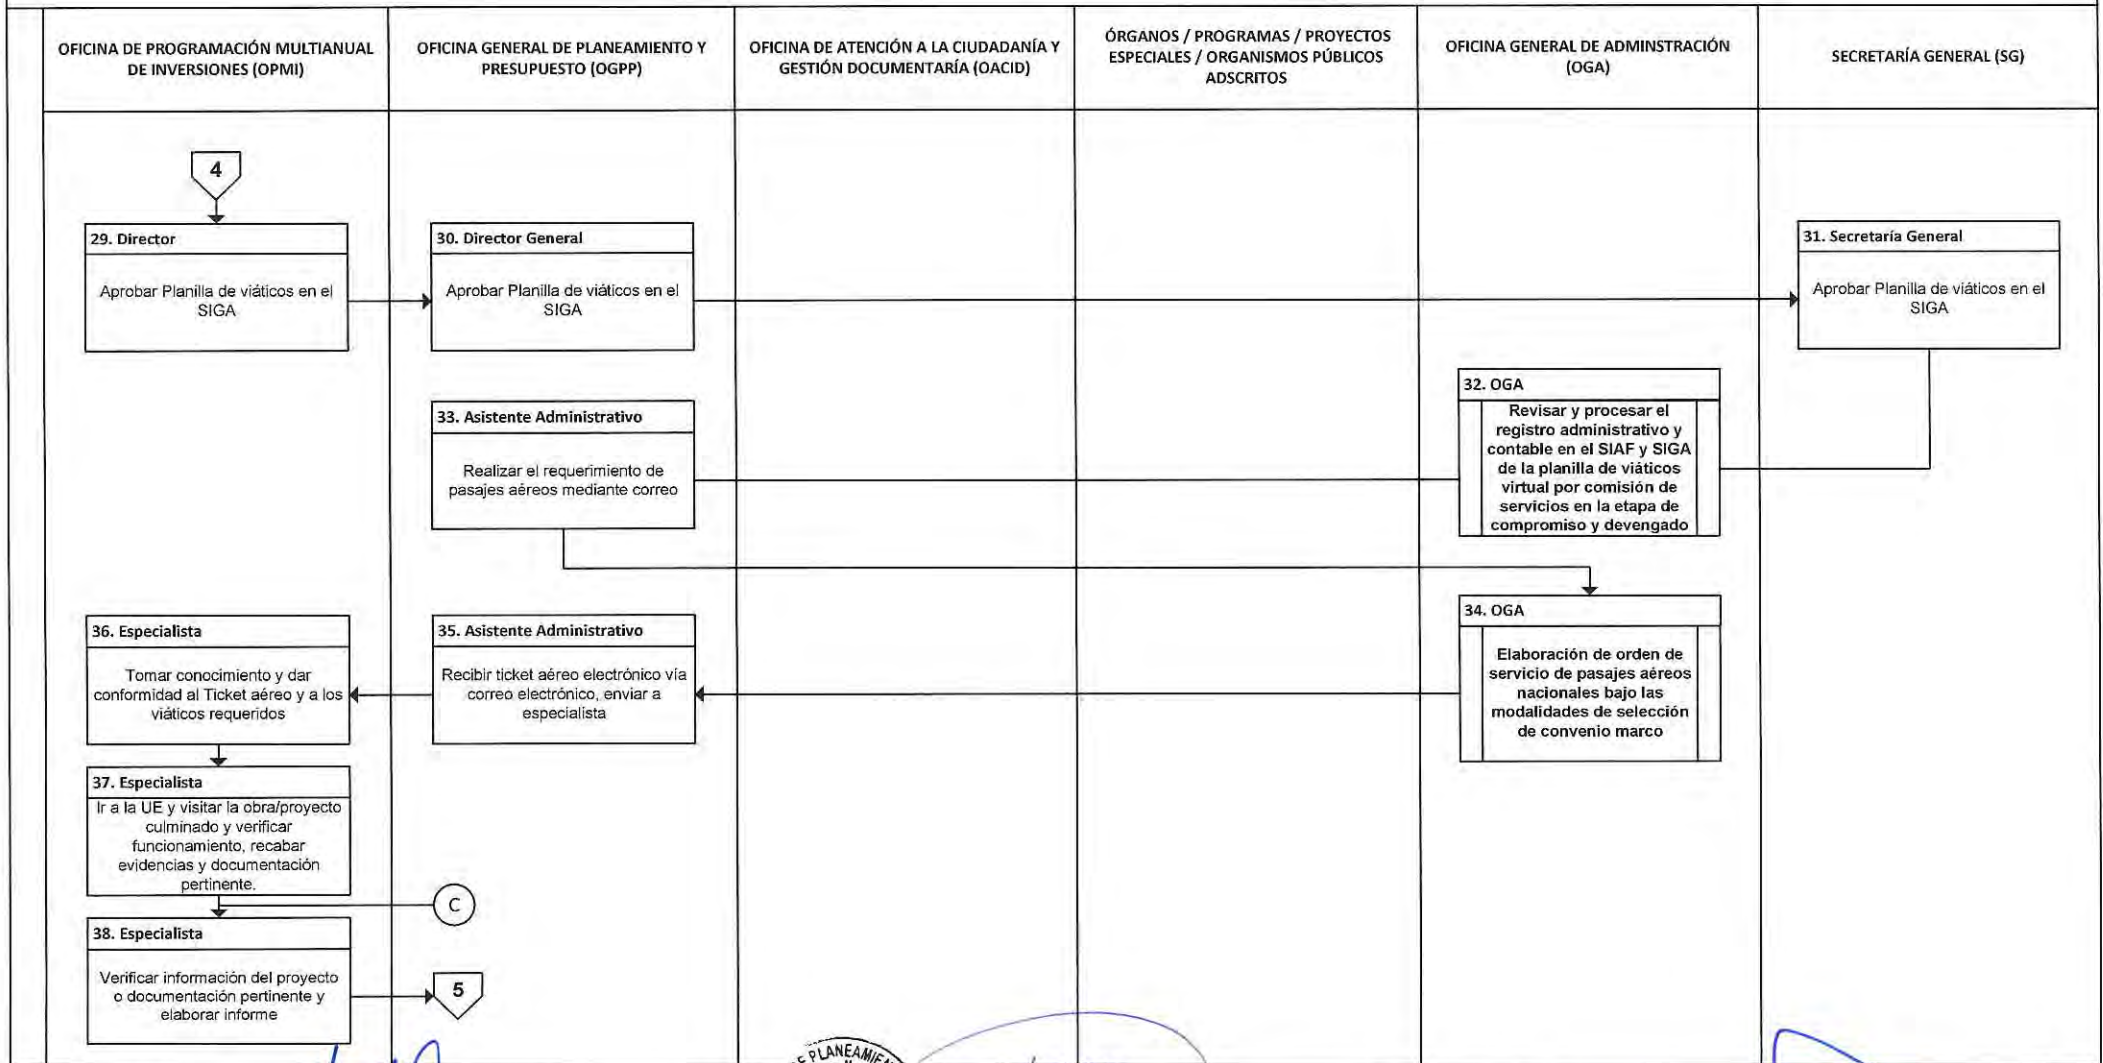 OFICINA DE PROGRAMACIÓN MULTIANUAL
DE INVERSIONES (OPMI)
OFICINA GENERAL DE PLANEAMIENTO Y
PRESUPUESTO (OGPP)
OFICINA DE ATENCIÓN A LA CIUDADANÍA Y
GESTIÓN DOCUMENTARÍA (OACID)
ÓRGANOS / PROGRAMAS / PROYECTOS
ESPECIALES / ORGANISMOS PÚBLICOS
ADSCRITOS
OFICINA GENERAL DE ADMINSTRACIÓN
(OGA)
SECRETARÍA GENERAL (SG)
4
29. Director
Aprobar Planilla de viáticos en el
SIGA
30. Director General
Aprobar Planilla de viáticos en el
SIGA
31. Secretaría General
Aprobar Planilla de viáticos en el
SIGA
32. OGA
Revisar y procesar el
registro administrativo y
contable en el SIAF y SIGA
de la planilla de viáticos
virtual por comisión de
servicios en la etapa de
compromiso y devengado
33. Asistente Administrativo
Realizar el requerimiento de
pasajes aéreos mediante correo
34. OGA
Elaboración de orden de
servicio de pasajes aéreos
nacionales bajo las
modalidades de selección
de convenio marco
35. Asistente Administrativo
Recibir ticket aéreo electrónico vía
correo electrónico, enviar a
especialista
36. Especialista
Tomar conocimiento y dar
conformidad al Ticket aéreo y a los
viáticos requeridos
37. Especialista
Ir a la UE y visitar la obra/proyecto
culminado y verificar
funcionamiento, recabar
evidencias y documentación
pertinente.
C
38. Especialista
Verificar información del proyecto
o documentación pertinente y
elaborar informe
5